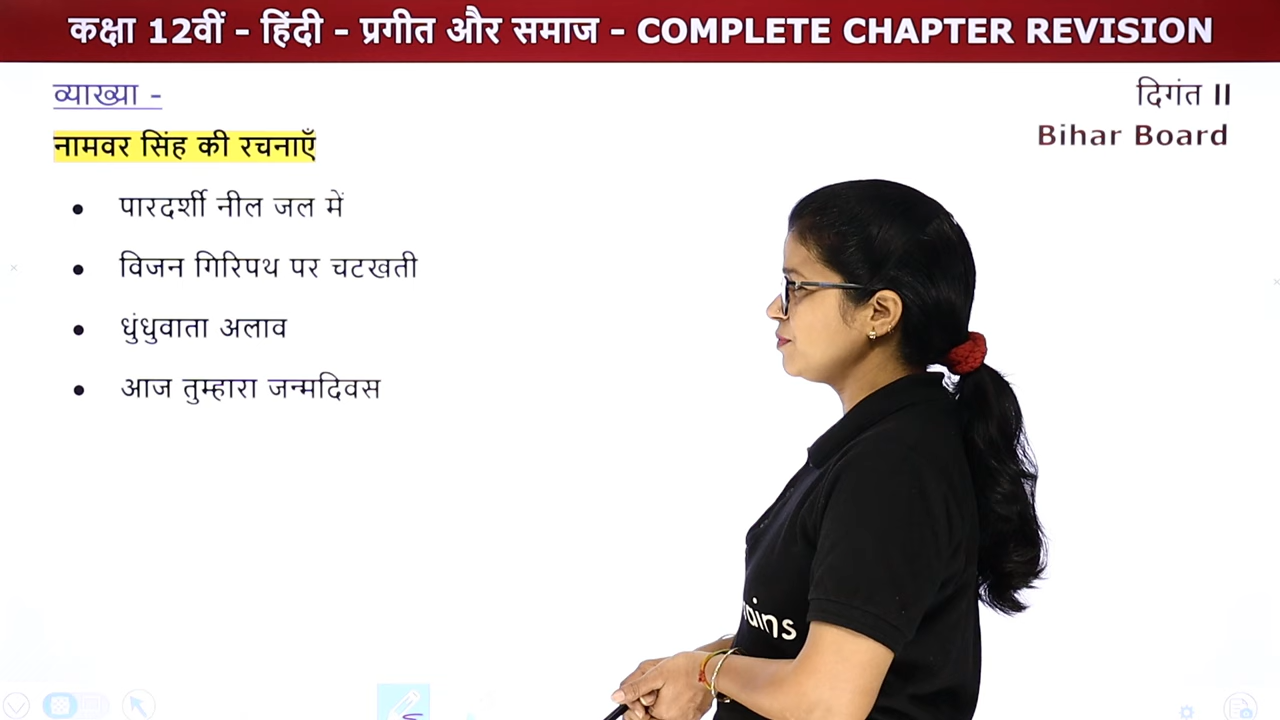 कक्षा 12वीं - हिंदी - प्रगीत और समाज - COMPLETE CHAPTER REVISION
व्याख्या -
दिगंत II
Bihar Board
नामवर सिंह की रचनाएँ
• पारदर्शी नील जल में
• विजन गिरिपथ पर चटखती
• धुंधुवाता अलाव
• आज तुम्हारा जन्मदिवस